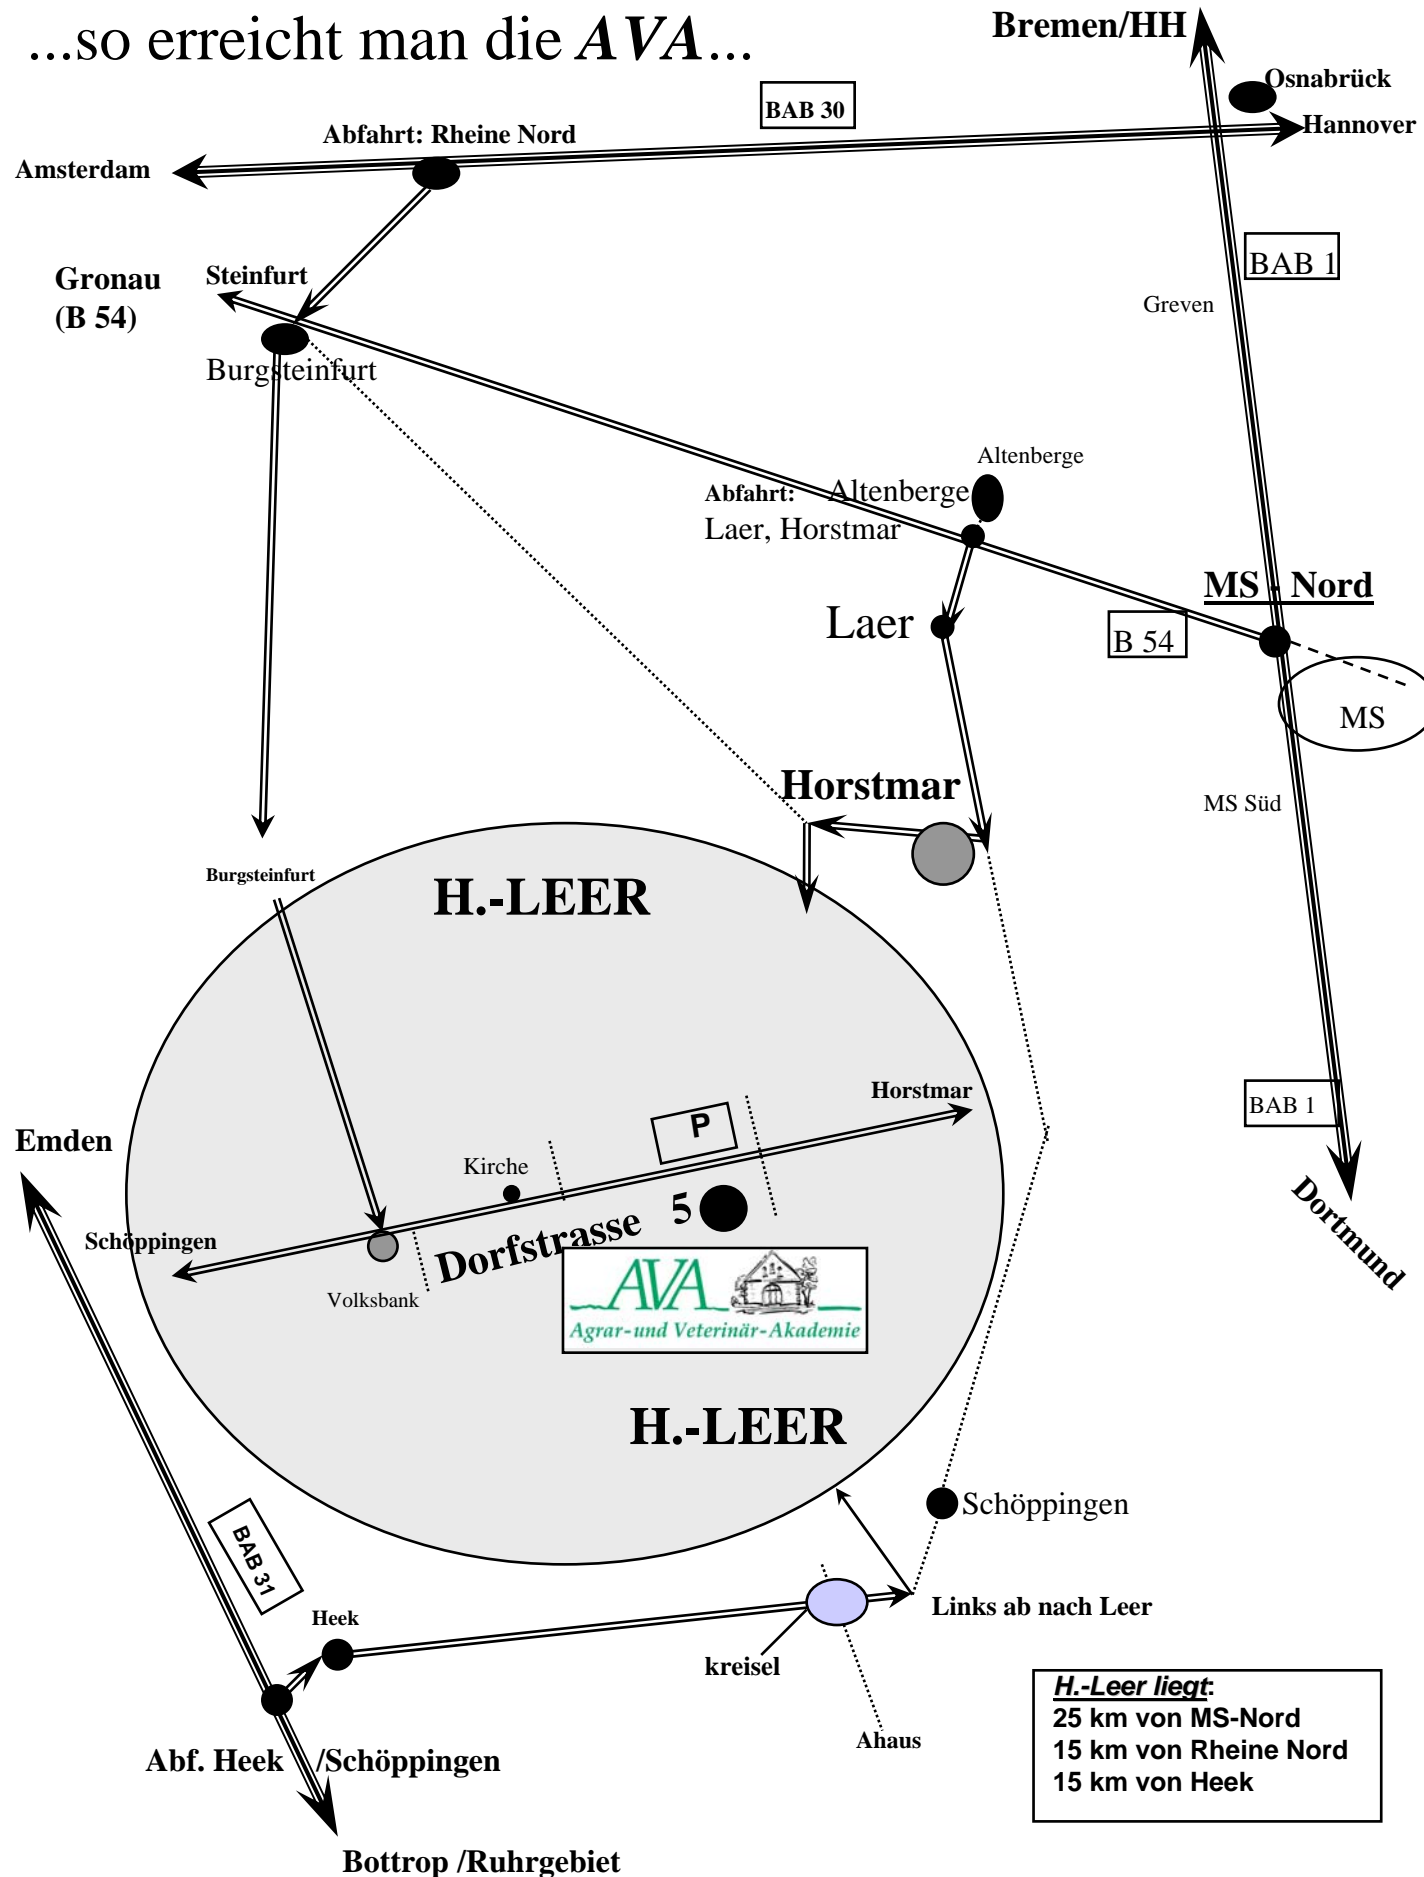 ...so erreicht man die AVA...
Bremen/HH
Osnabrück
BAB 30
Hannover
Abfahrt: Rheine Nord
Amsterdam
BAB 1
Gronau
(B 54)
Steinfurt
Greven
Burgsteinfurt
Altenberge
Abfahrt: Altenberge
Laer, Horstmar
MS - Nord
Laer
B 54
MS
Horstmar
MS Süd
Burgsteinfurt
H.-LEER
Horstmar
BAB 1
P
Emden
Kirche
Dortmund
Schöppingen
Dorfstrasse 5
Volksbank
AVA
Agrar-und Veterinär-Akademie
H.-LEER
Schöppingen
BAB 31
Heek
Links ab nach Leer
kreisel
H.-Leer liegt:
25 km von MS-Nord
15 km von Rheine Nord
15 km von Heek
Ahaus
Abf. Heek /Schöppingen
Bottrop /Ruhrgebiet